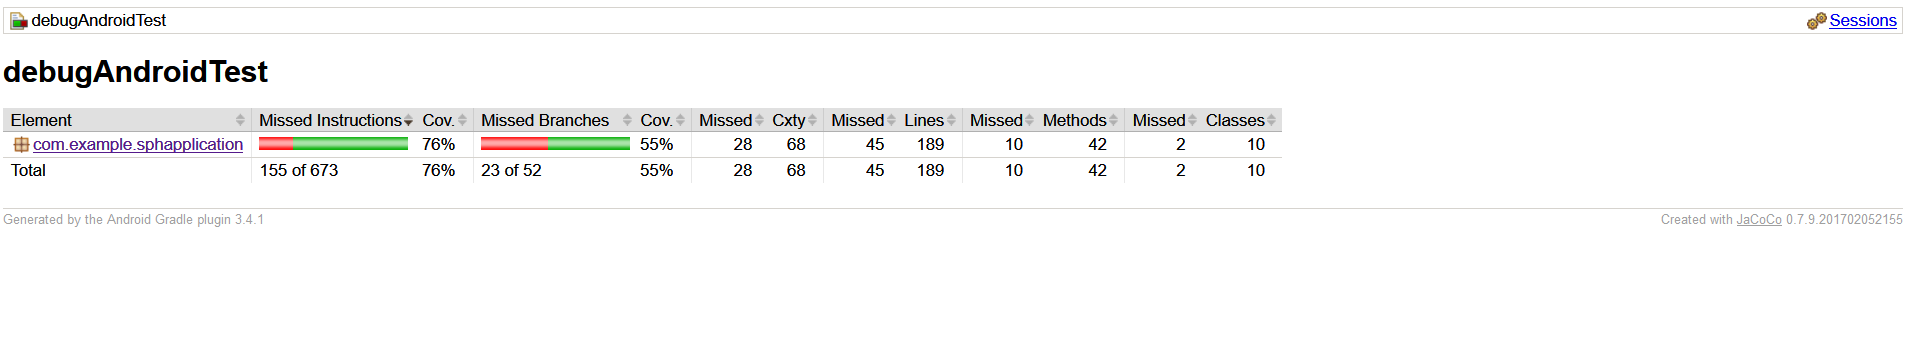 debugAndroidTest Sessions
debugAndroidTest
Element Missed Instructions Cov. Missed Branches Cov. Missed Cxty Missed Lines Missed Methods Missed Classes
com.example.sphapplication 76% 55% 28 68 45 189 10 42 2 10
Total 155 of 673 76% 23 of 52 55% 28 68 45 189 10 42 2 10
Generated by the Android Gradle plugin 3.4.1 Created with JaCoCo 0.7.9.201702052155